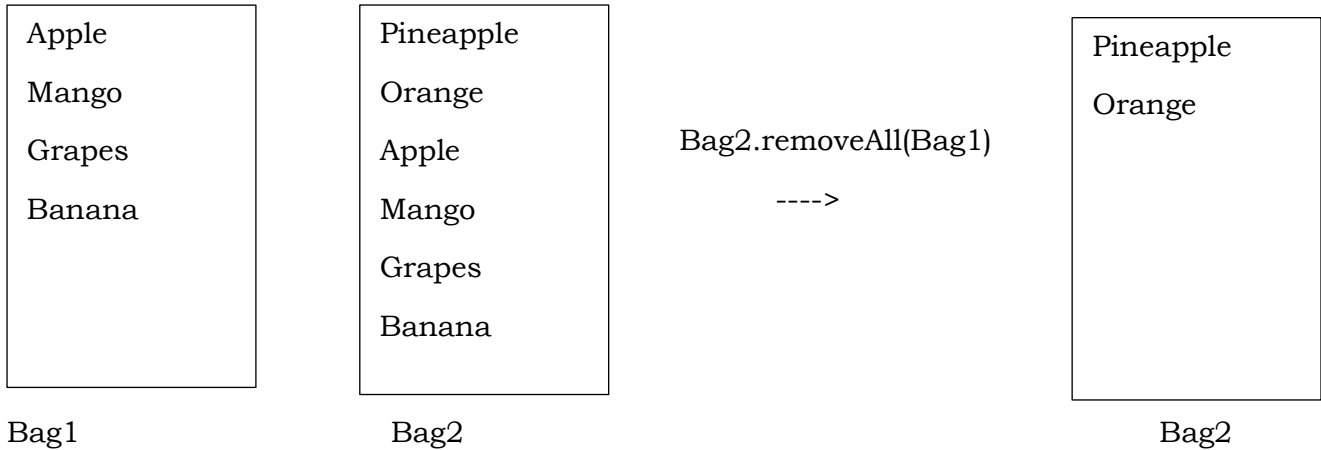 Apple
Mango
Grapes
Banana
Bag1
Pineapple
Orange
Apple
Mango
Grapes
Banana
Bag2
Bag2.removeAll(Bag1)
---->
Pineapple
Orange
Bag2